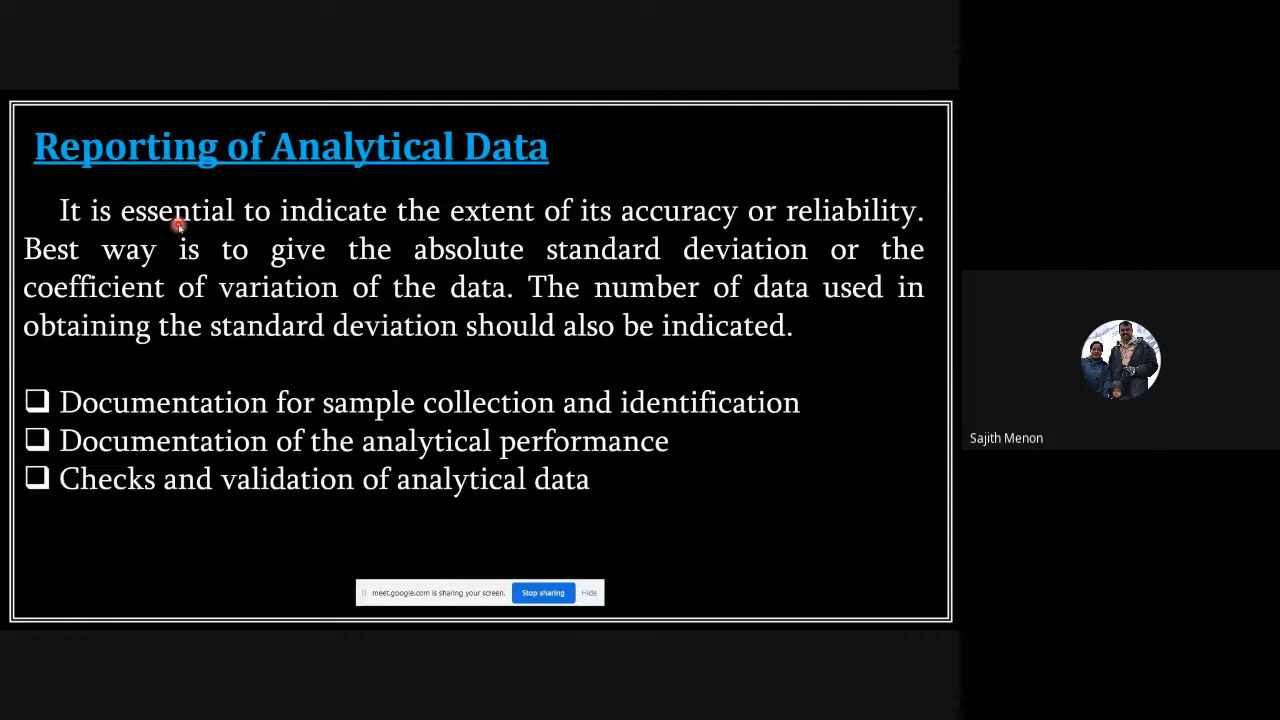 Reporting of Analytical Data
It is essential to indicate the extent of its accuracy or reliability.
Best way is to give the absolute standard deviation or the
coefficient of variation of the data. The number of data used in
obtaining the standard deviation should also be indicated.
Documentation for sample collection and identification
Documentation of the analytical performance
Checks and validation of analytical data
meet.google.com is sharing your screen. Stop sharing Hide
Sajith Menon